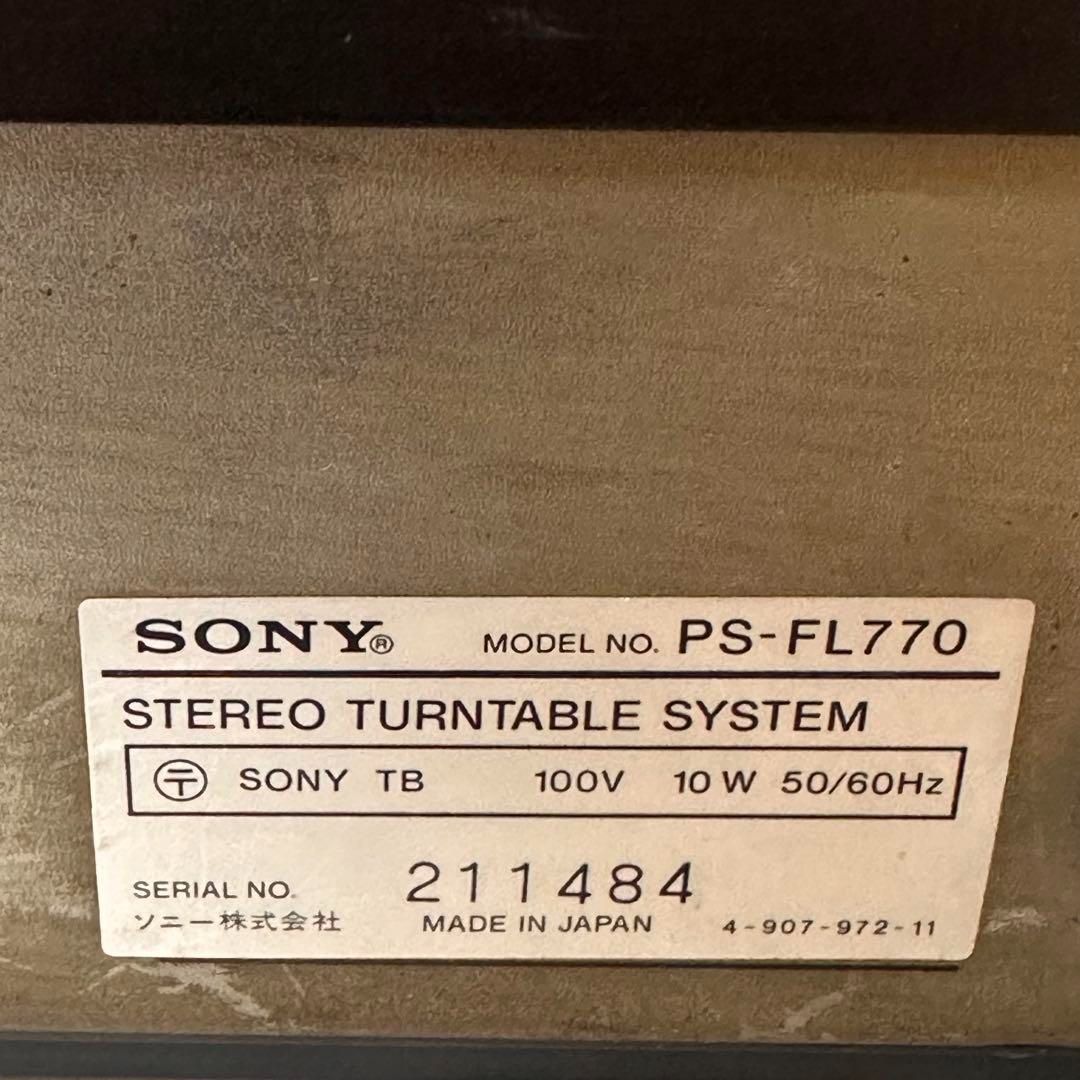 SONY® MODEL NO. PS-FL770
STEREO TURNTABLE SYSTEM
〶 SONY TB 100V 10W 50/60Hz
SERIAL NO. 211484
ソニー株式会社 MADE IN JAPAN 4-907-972-11